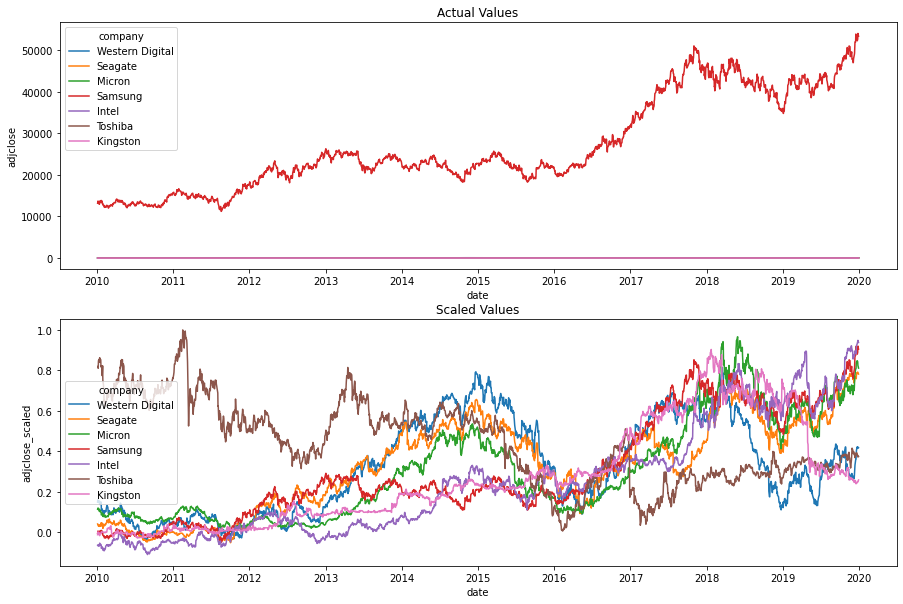 Actual Values
company
Western Digital
Seagate
Micron
Samsung
Intel
Toshiba
Kingston
adjclose
50000
40000
30000
20000
10000
0
2010 2011 2012 2013 2014 2015 2016 2017 2018 2019 2020
date
Scaled Values
company
Western Digital
Seagate
Micron
Samsung
Intel
Toshiba
Kingston
adjclose_scaled
1.0
0.8
0.6
0.4
0.2
0.0
2010 2011 2012 2013 2014 2015 2016 2017 2018 2019 2020
date